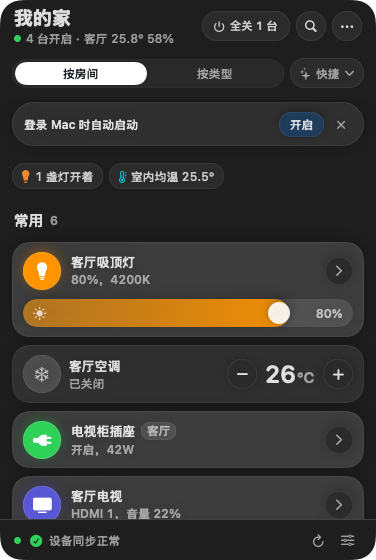 我的家
4 台开启 · 客厅 25.8° 58%
全关 1 台
按房间
按类型
快捷
登录 Mac 时自动启动
开启
1 盏灯开着
室内均温 25.5°
常用 6
客厅吸顶灯
80%，4200K
80%
客厅空调
已关闭
26°C
电视柜插座 客厅
开启，42W
客厅电视
HDMI 1，音量 22%
设备同步正常